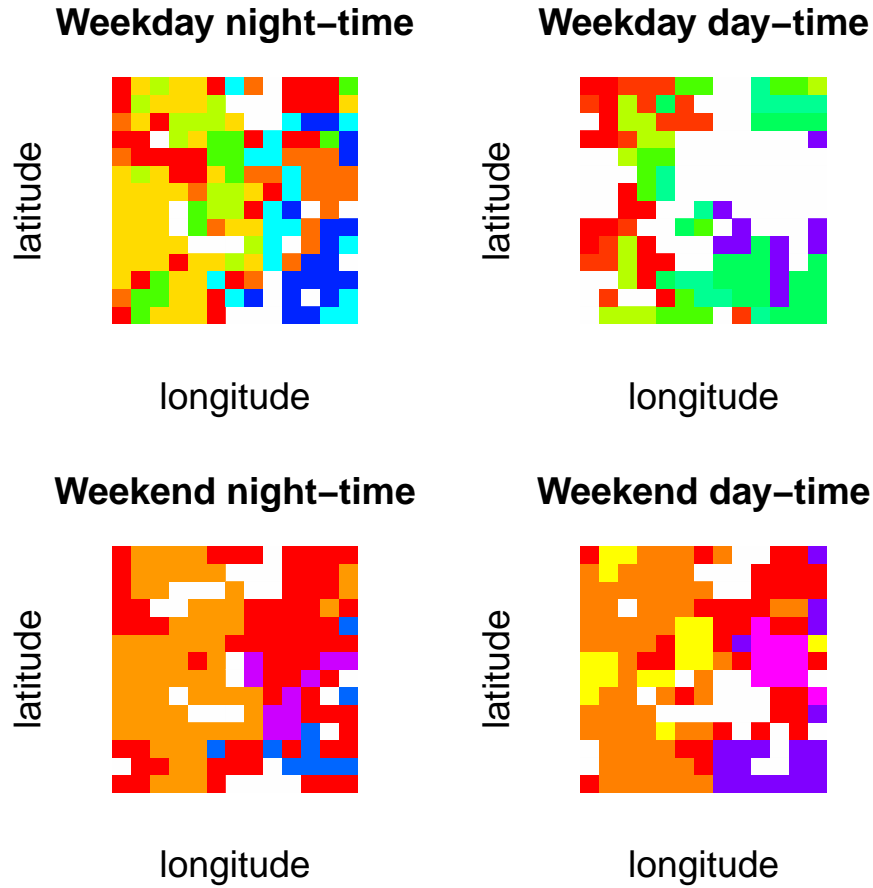 Weekday night−time
Weekday day−time
latitude
latitude
longitude
longitude
Weekend night−time
Weekend day−time
latitude
latitude
longitude
longitude